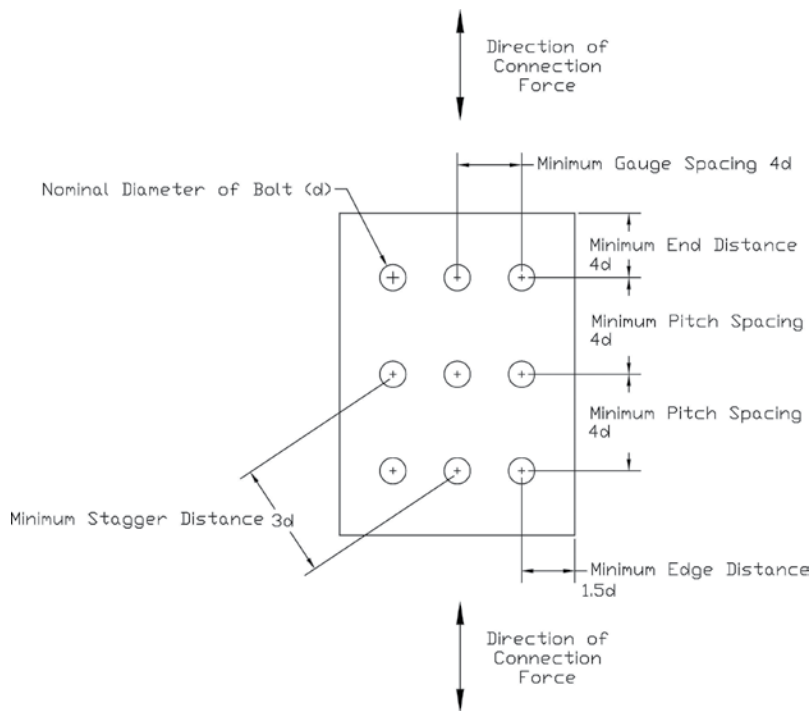 Direction of
Connection
Force
Minimum Gauge Spacing 4d
Nominal Diameter of Bolt (d)
Minimum End Distance
4d
Minimum Pitch Spacing
4d
Minimum Pitch Spacing
4d
Minimum Stagger Distance 3d
Minimum Edge Distance
1.5d
Direction of
Connection
Force